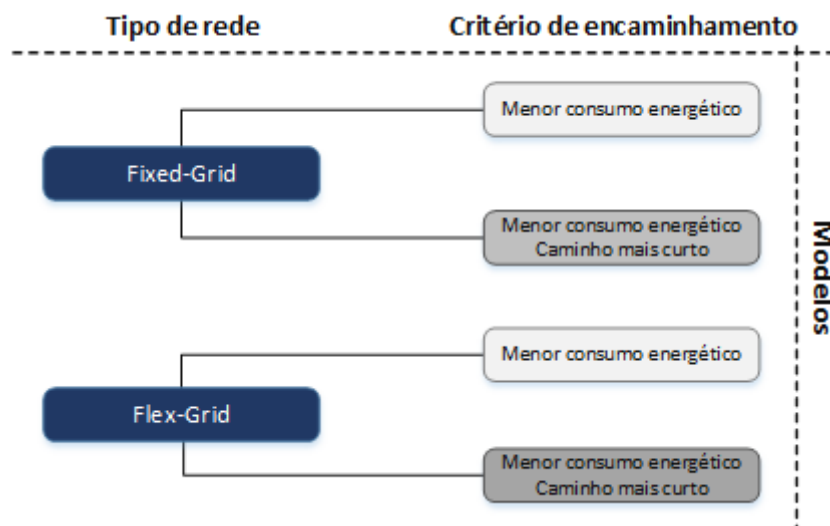 Tipo de rede
Critério de encaminhamento
Menor consumo energético
Fixed-Grid
Menor consumo energético
Caminho mais curto
Modelos
Menor consumo energético
Flex-Grid
Menor consumo energético
Caminho mais curto